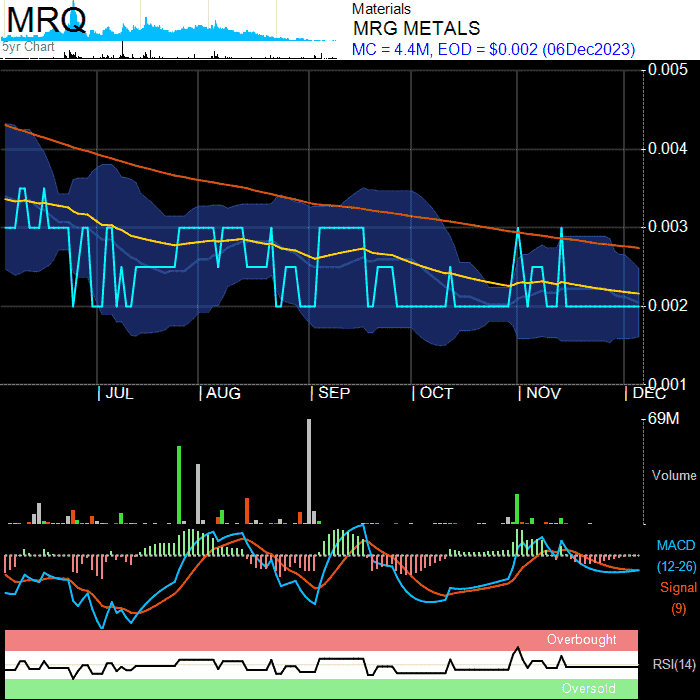 MRQ
5yr Chart
Materials
MRG METALS
MC = 4.4M, EOD = $0.002 (06Dec2023)
0.005
0.004
0.003
0.002
0.001
| JUL | AUG | SEP | OCT | NOV | DEC
69M
Volume
MACD
(12-26)
Signal
(9)
Overbought
RSI(14)
Oversold